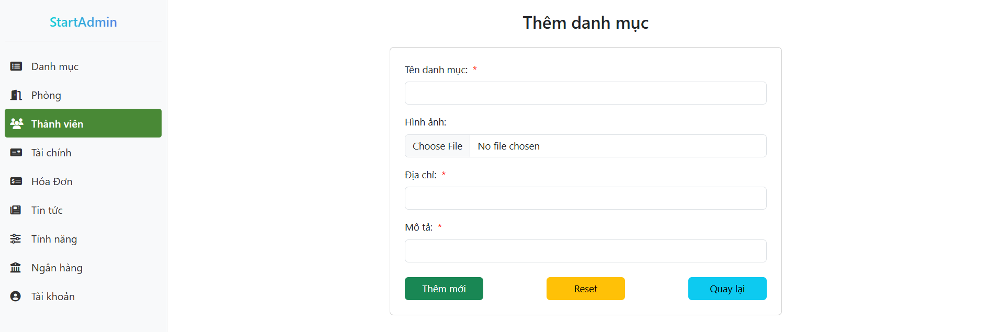 StartAdmin
Danh mục
Phòng
Thành viên
Tài chính
Hóa Đơn
Tin tức
Tính năng
Ngân hàng
Tài khoản
Thêm danh mục
Tên danh mục: *
Hình ảnh:
Choose File No file chosen
Địa chỉ: *
Mô tả: *
Thêm mới Reset Quay lại